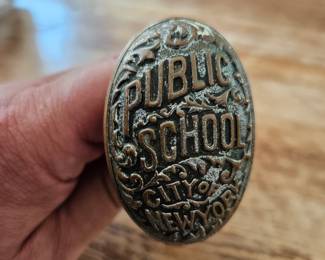 PUBLIC
SCHOOL
CITY OF
NEW YORK